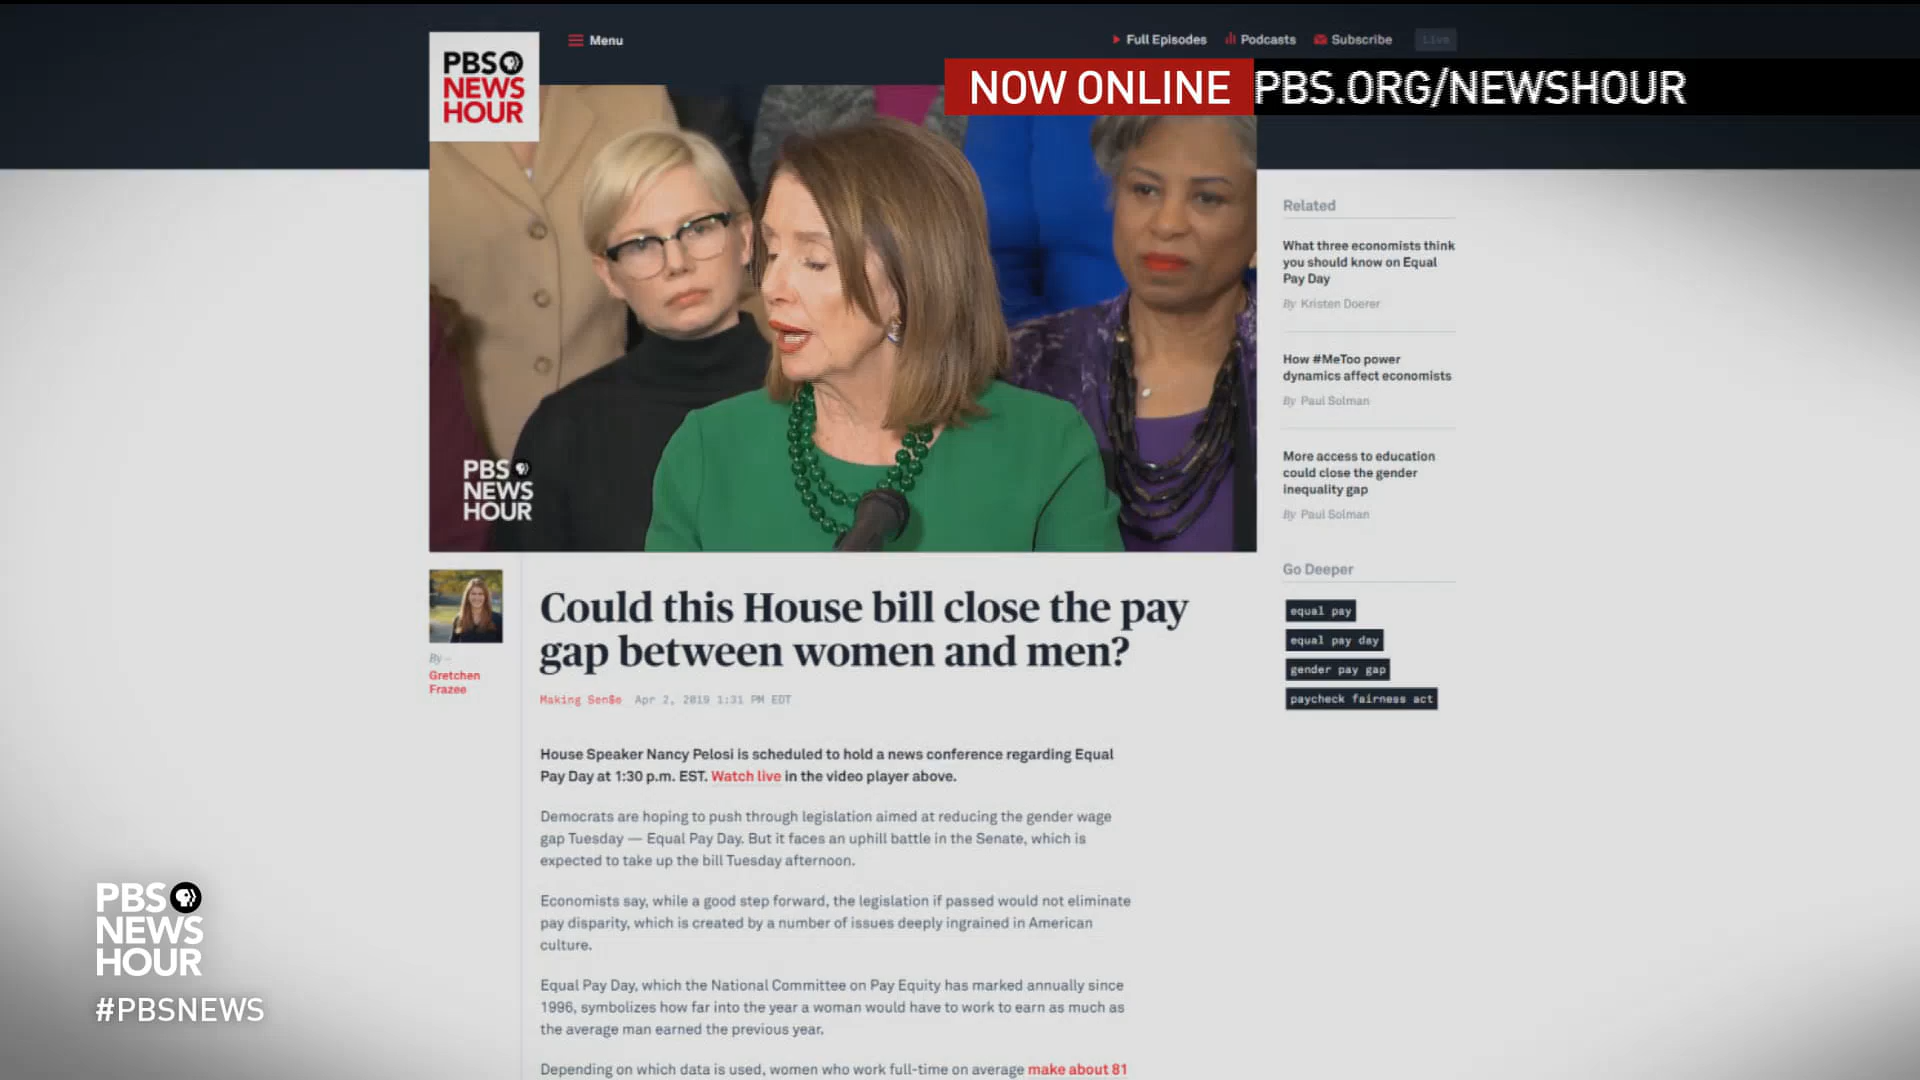 PBS
NEWS
HOUR
Menu
Full Episodes
Podcasts
Subscribe
Live
NOW ONLINE PBS.ORG/NEWSHOUR
PBS
NEWS
HOUR
Related
What three economists think
you should know on Equal
Pay Day
By Kristen Doerer
How #MeToo power
dynamics affect economists
By Paul Solman
More access to education
could close the gender
inequality gap
By Paul Solman
Go Deeper
equal pay
equal pay day
gender pay gap
paycheck fairness act
By —
Gretchen
Frazee
Could this House bill close the pay
gap between women and men?
Making Sen$e Apr 2, 2019 1:31 PM EDT
House Speaker Nancy Pelosi is scheduled to hold a news conference regarding Equal
Pay Day at 1:30 p.m. EST. Watch live in the video player above.
Democrats are hoping to push through legislation aimed at reducing the gender wage
gap Tuesday — Equal Pay Day. But it faces an uphill battle in the Senate, which is
expected to take up the bill Tuesday afternoon.
Economists say, while a good step forward, the legislation if passed would not eliminate
pay disparity, which is created by a number of issues deeply ingrained in American
culture.
Equal Pay Day, which the National Committee on Pay Equity has marked annually since
1996, symbolizes how far into the year a woman would have to work to earn as much as
the average man earned the previous year.
Depending on which data is used, women who work full-time on average make about 81
PBS
NEWS
HOUR
#PBSNEWS